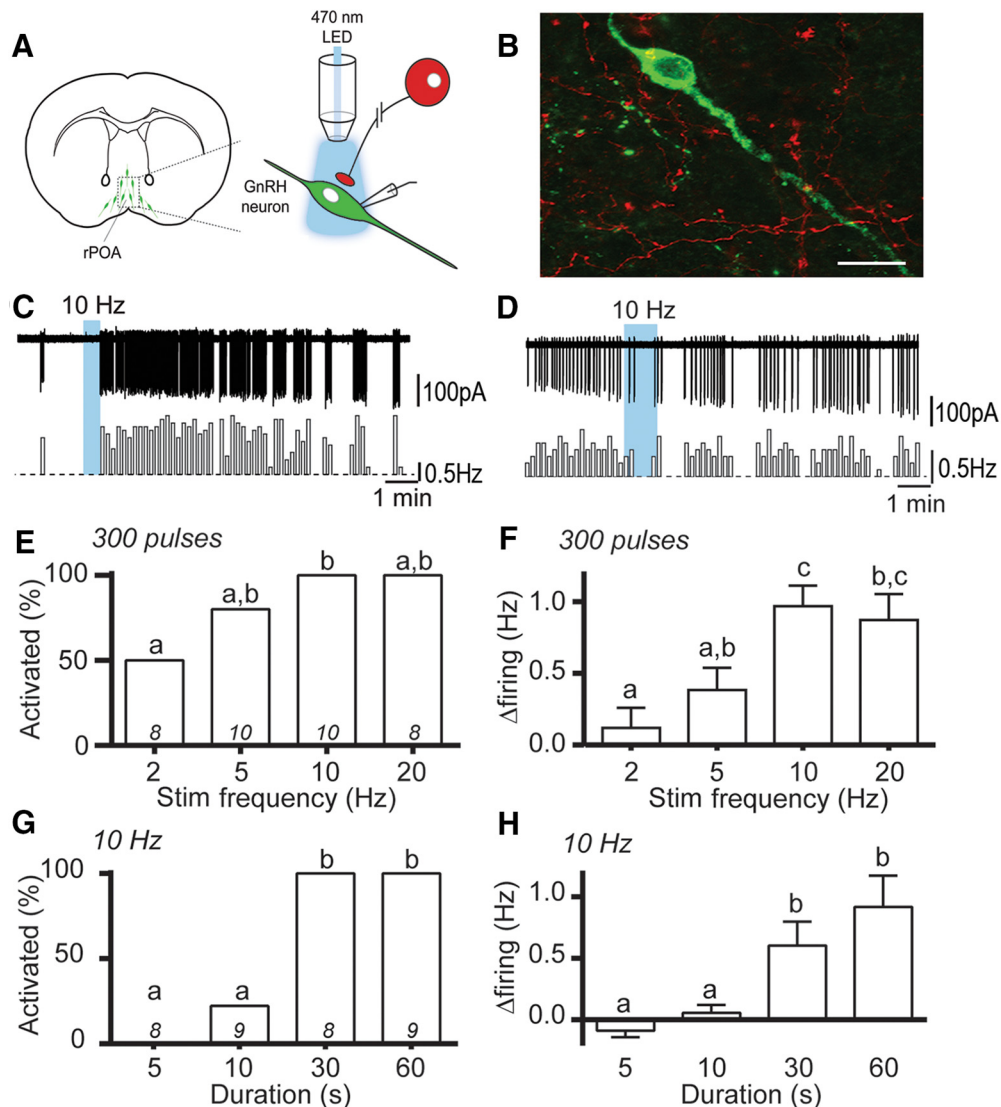 A
470 nm
LED
GnRH
neuron
rPOA
B
C
10 Hz
100pA
0.5Hz
1 min
D
10 Hz
100pA
0.5Hz
1 min
E
300 pulses
Activated (%)
100
50
0
a
a,b
b
a,b
8 10 10 8
2 5 10 20
Stim frequency (Hz)
F
300 pulses
Δfiring (Hz)
1.0
0.5
0.0
a
a,b
c
b,c
2 5 10 20
Stim frequency (Hz)
G
10 Hz
Activated (%)
100
50
0
a a b b
8 9 8 9
5 10 30 60
Duration (s)
H
10 Hz
Δfiring (Hz)
1.0
0.5
0.0
a a b b
5 10 30 60
Duration (s)